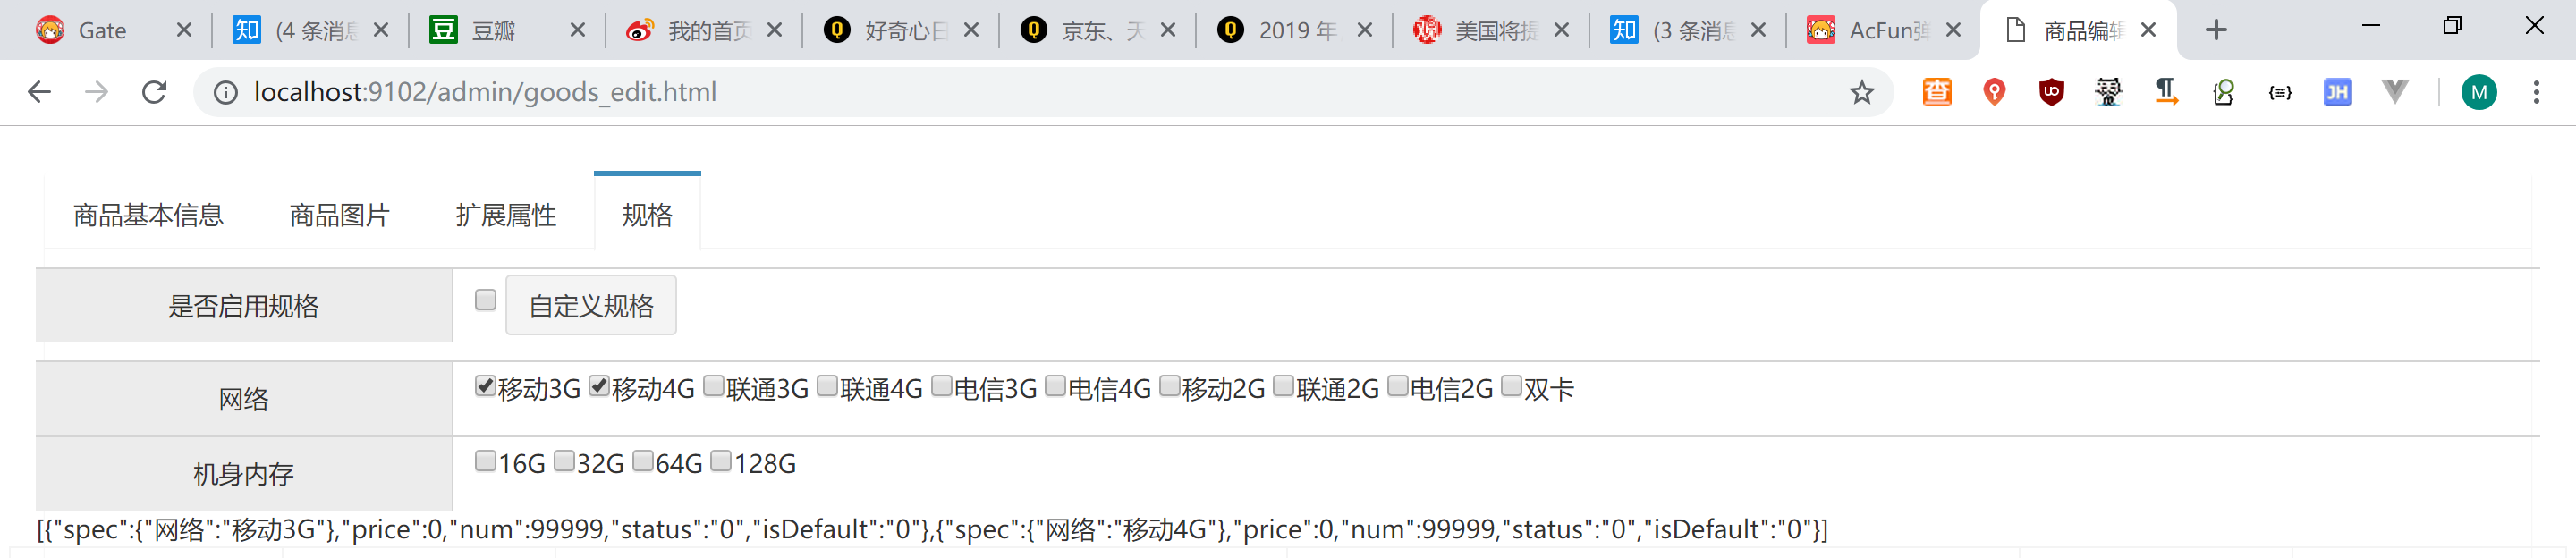 Gate 知 (4 条消息 豆 豆瓣 我的首页 Q 好奇心日 Q 京东、天 Q 2019 年 观 美国将提 知 (3 条消息 AcFun弹 商品编辑
localhost:9102/admin/goods_edit.html 查 JH M
商品基本信息 商品图片 扩展属性 规格
是否启用规格 自定义规格
网络 移动3G 移动4G 联通3G 联通4G 电信3G 电信4G 移动2G 联通2G 电信2G 双卡
机身内存 16G 32G 64G 128G
[{"spec":{"网络":"移动3G"},"price":0,"num":99999,"status":"0","isDefault":"0"},{"spec":{"网络":"移动4G"},"price":0,"num":99999,"status":"0","isDefault":"0"}]